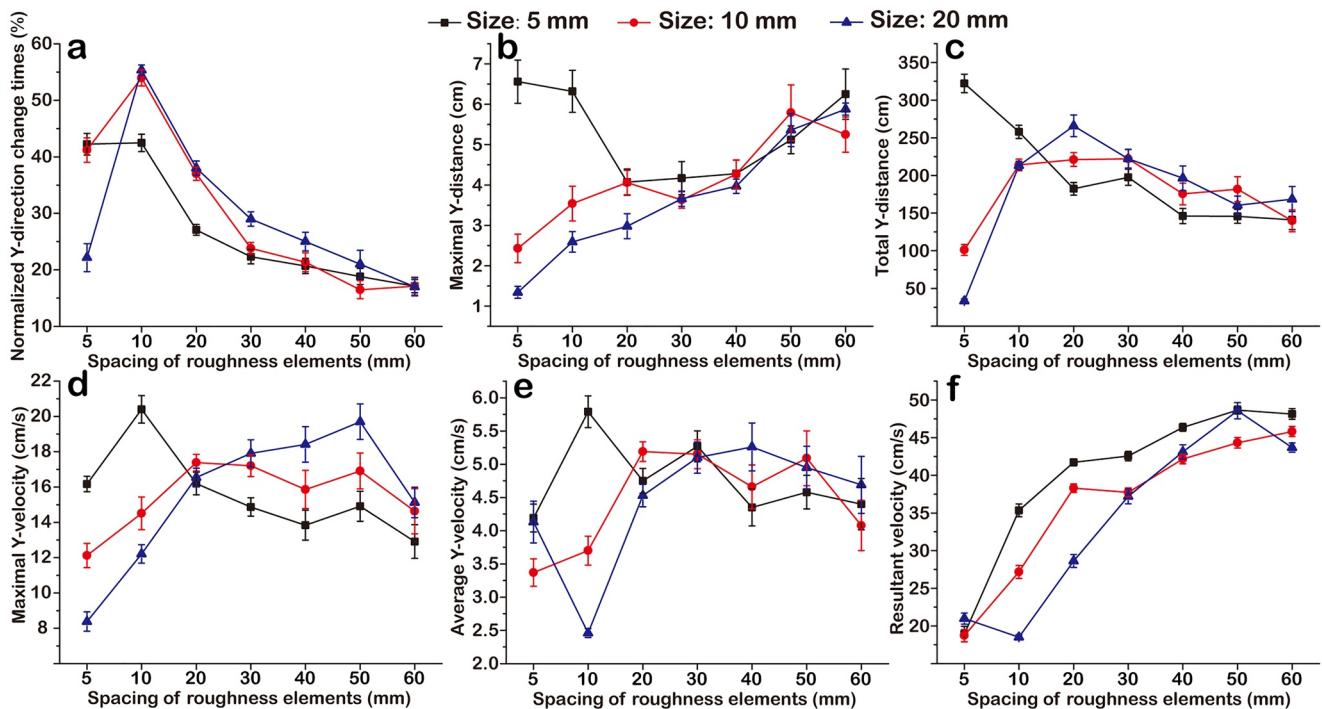 Size: 5 mm Size: 10 mm Size: 20 mm
a
Normalized Y-direction change times (%)
60
50
40
30
20
10
5 10 20 30 40 50 60
Spacing of roughness elements (mm)
b
Maximal Y-distance (cm)
7
6
5
4
3
2
1
5 10 20 30 40 50 60
Spacing of roughness elements (mm)
c
Total Y-distance (cm)
350
300
250
200
150
100
50
5 10 20 30 40 50 60
Spacing of roughness elements (mm)
d
Maximal Y-velocity (cm/s)
22
20
18
16
14
12
10
8
5 10 20 30 40 50 60
Spacing of roughness elements (mm)
e
Average Y-velocity (cm/s)
6.0
5.5
5.0
4.5
4.0
3.5
3.0
2.5
2.0
5 10 20 30 40 50 60
Spacing of roughness elements (mm)
f
Resultant velocity (cm/s)
50
45
40
35
30
25
20
5 10 20 30 40 50 60
Spacing of roughness elements (mm)